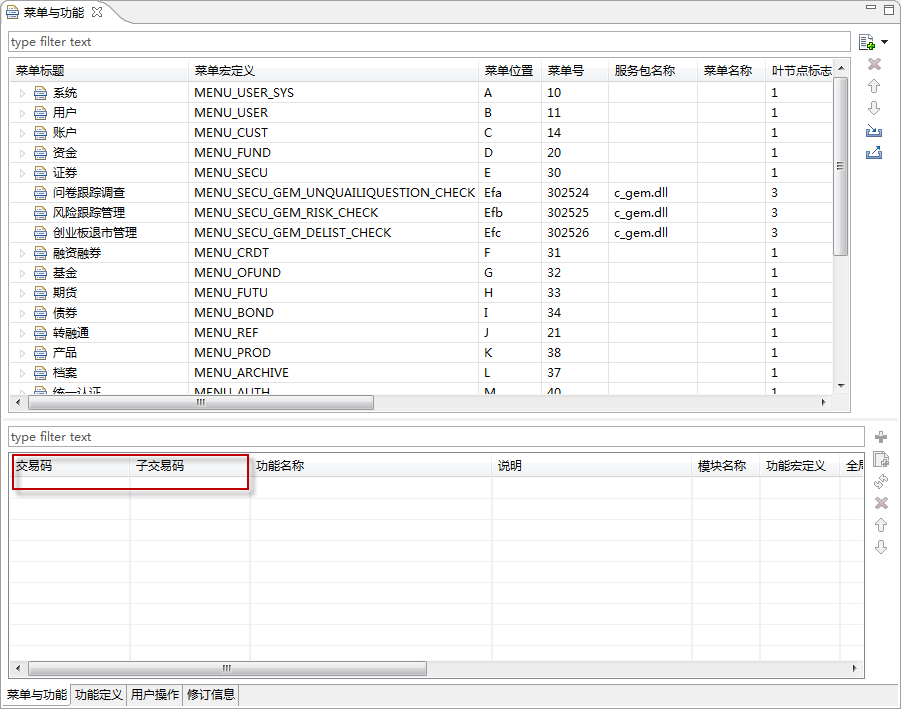 菜单与功能
type filter text
菜单标题 菜单宏定义 菜单位置 菜单号 服务包名称 菜单名称 叶节点标志
系统 MENU_USER_SYS A 10 1
用户 MENU_USER B 11 1
账户 MENU_CUST C 14 1
资金 MENU_FUND D 20 1
证券 MENU_SECU E 30 1
问卷跟踪调查 MENU_SECU_GEM_UNQUAILIQUESTION_CHECK Efa 302524 c_gem.dll 3
风险跟踪管理 MENU_SECU_GEM_RISK_CHECK Efb 302525 c_gem.dll 3
创业板退市管理 MENU_SECU_GEM_DELIST_CHECK Efc 302526 c_gem.dll 3
融资融券 MENU_CRDT F 31 1
基金 MENU_OFUND G 32 1
期货 MENU_FUTU H 33 1
债券 MENU_BOND I 34 1
转融通 MENU_REF J 21 1
产品 MENU_PROD K 38 1
档案 MENU_ARCHIVE L 37 1
统一认证 MENU_AUTH M 40 1
type filter text
交易码 子交易码 功能名称 说明 模块名称 功能宏定义 全局
菜单与功能 功能定义 用户操作 修订信息